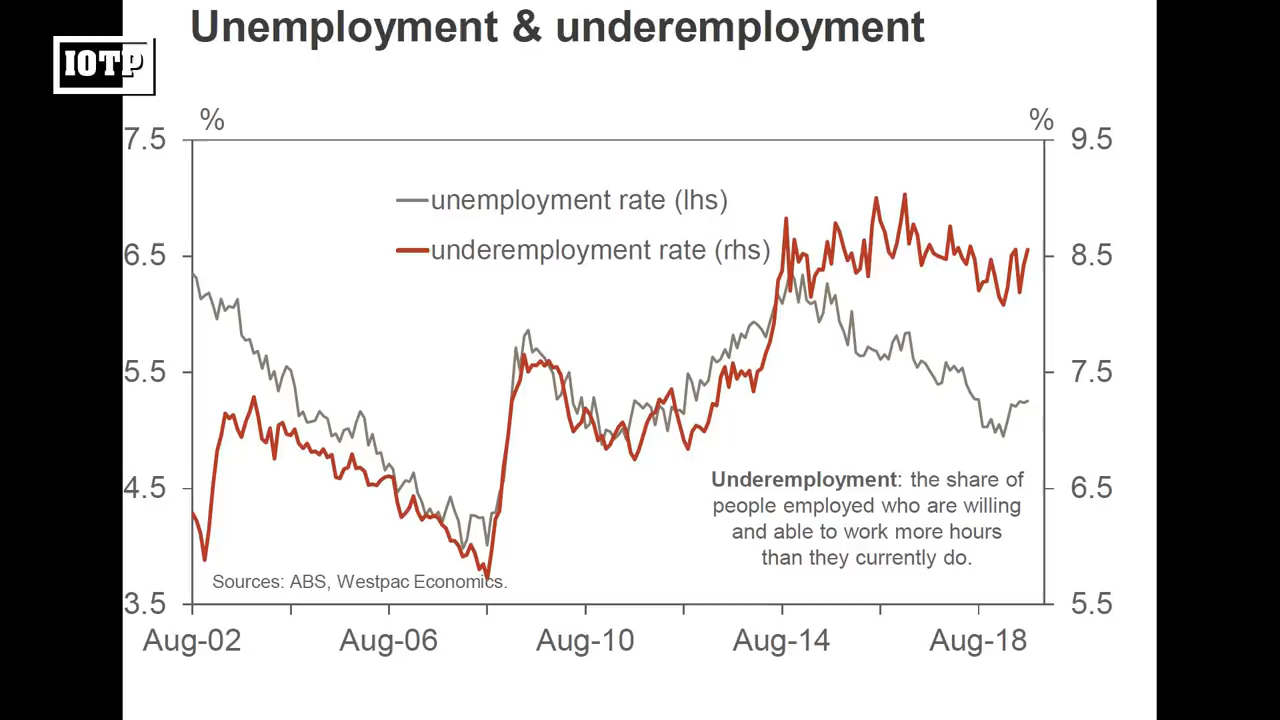 Unemployment & underemployment
IOTP
% %
7.5 9.5
unemployment rate (lhs)
underemployment rate (rhs)
6.5 8.5
5.5 7.5
Underemployment: the share of
people employed who are willing
and able to work more hours
than they currently do.
4.5 6.5
Sources: ABS, Westpac Economics.
3.5 5.5
Aug-02 Aug-06 Aug-10 Aug-14 Aug-18